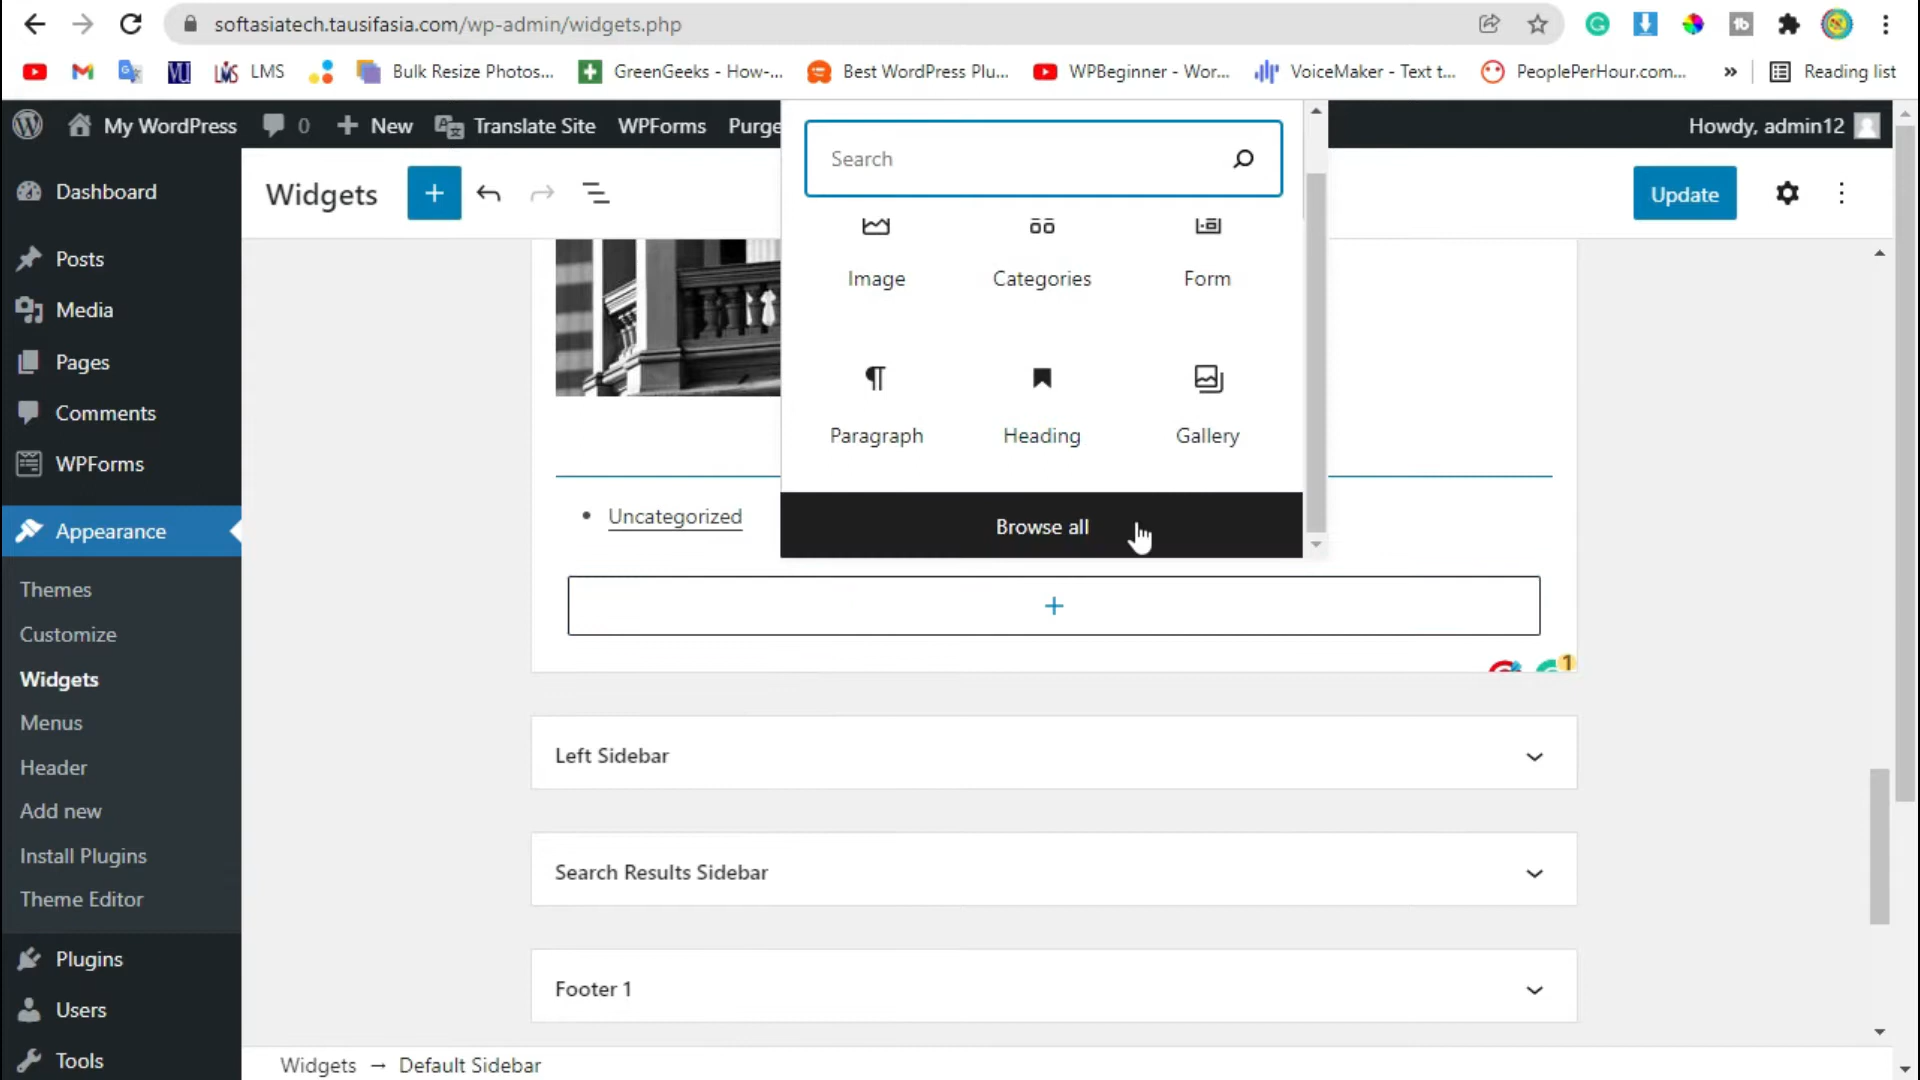 softasiatech.tausifasia.com/wp-admin/widgets.php
LMS
Bulk Resize Photos...
GreenGeeks - How-...
Best WordPress Plu...
WPBeginner - Wor...
VoiceMaker - Text t...
PeoplePerHour.com...
»
Reading list
My WordPress
0
New
Translate Site
WPForms
Purge
Howdy, admin12
Dashboard
Posts
Media
Pages
Comments
WPForms
Appearance
Themes
Customize
Widgets
Menus
Header
Add new
Install Plugins
Theme Editor
Plugins
Users
Tools
Widgets
Update
Search
Image
Categories
Form
Paragraph
Heading
Gallery
Browse all
• Uncategorized
1
Left Sidebar
Search Results Sidebar
Footer 1
Widgets → Default Sidebar